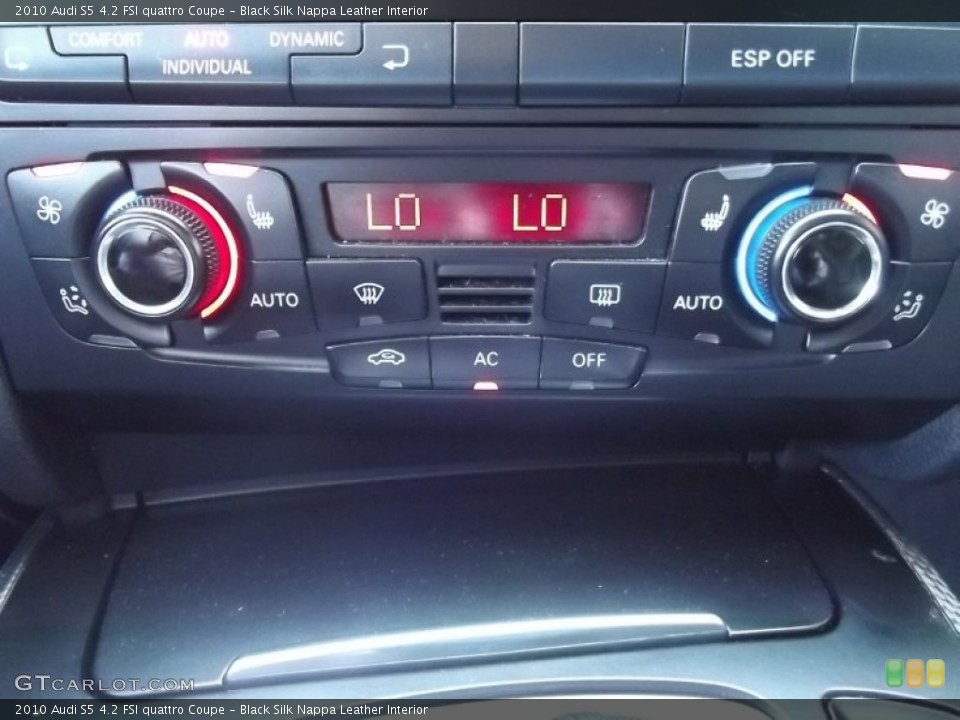 2010 Audi S5 4.2 FSI quattro Coupe - Black Silk Nappa Leather Interior
COMFORT AUTO DYNAMIC
INDIVIDUAL
ESP OFF
LO LO
AUTO
AUTO
AC
OFF
GTCARLOT.COM
2010 Audi S5 4.2 FSI quattro Coupe - Black Silk Nappa Leather Interior